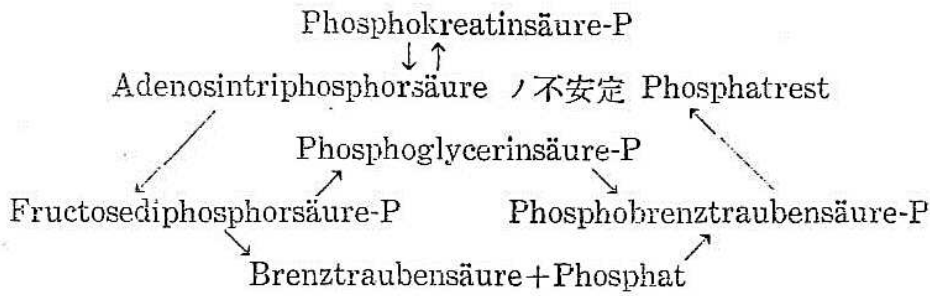 Phosphokreatinsäure-P
↓↑
Adenosintriphosphorsäure ノ不安定 Phosphatrest
Phosphoglycerinsäure-P
Fructosediphosphorsäure-P Phosphobrenztraubensäure-P
Brenztraubensäure+Phosphat